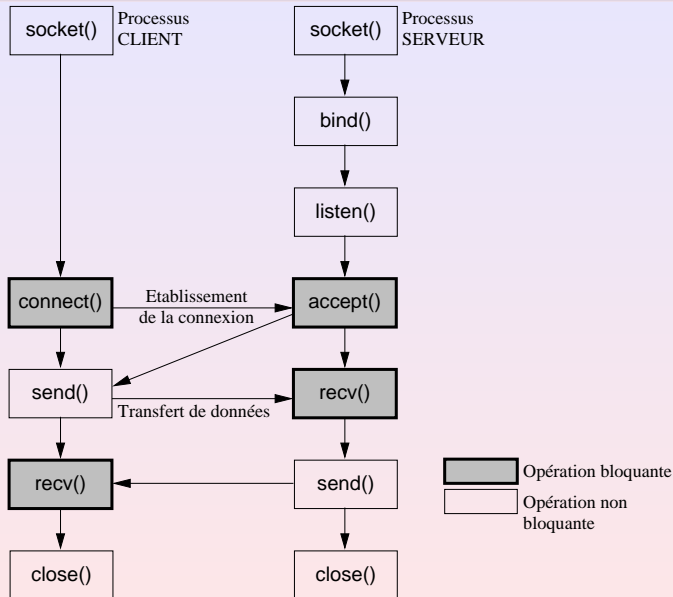 socket()
Processus
CLIENT
socket()
Processus
SERVEUR
bind()
listen()
connect()
Etablissement
de la connexion
accept()
send()
Transfert de données
recv()
recv()
send()
Opération bloquante
Opération non
bloquante
close()
close()